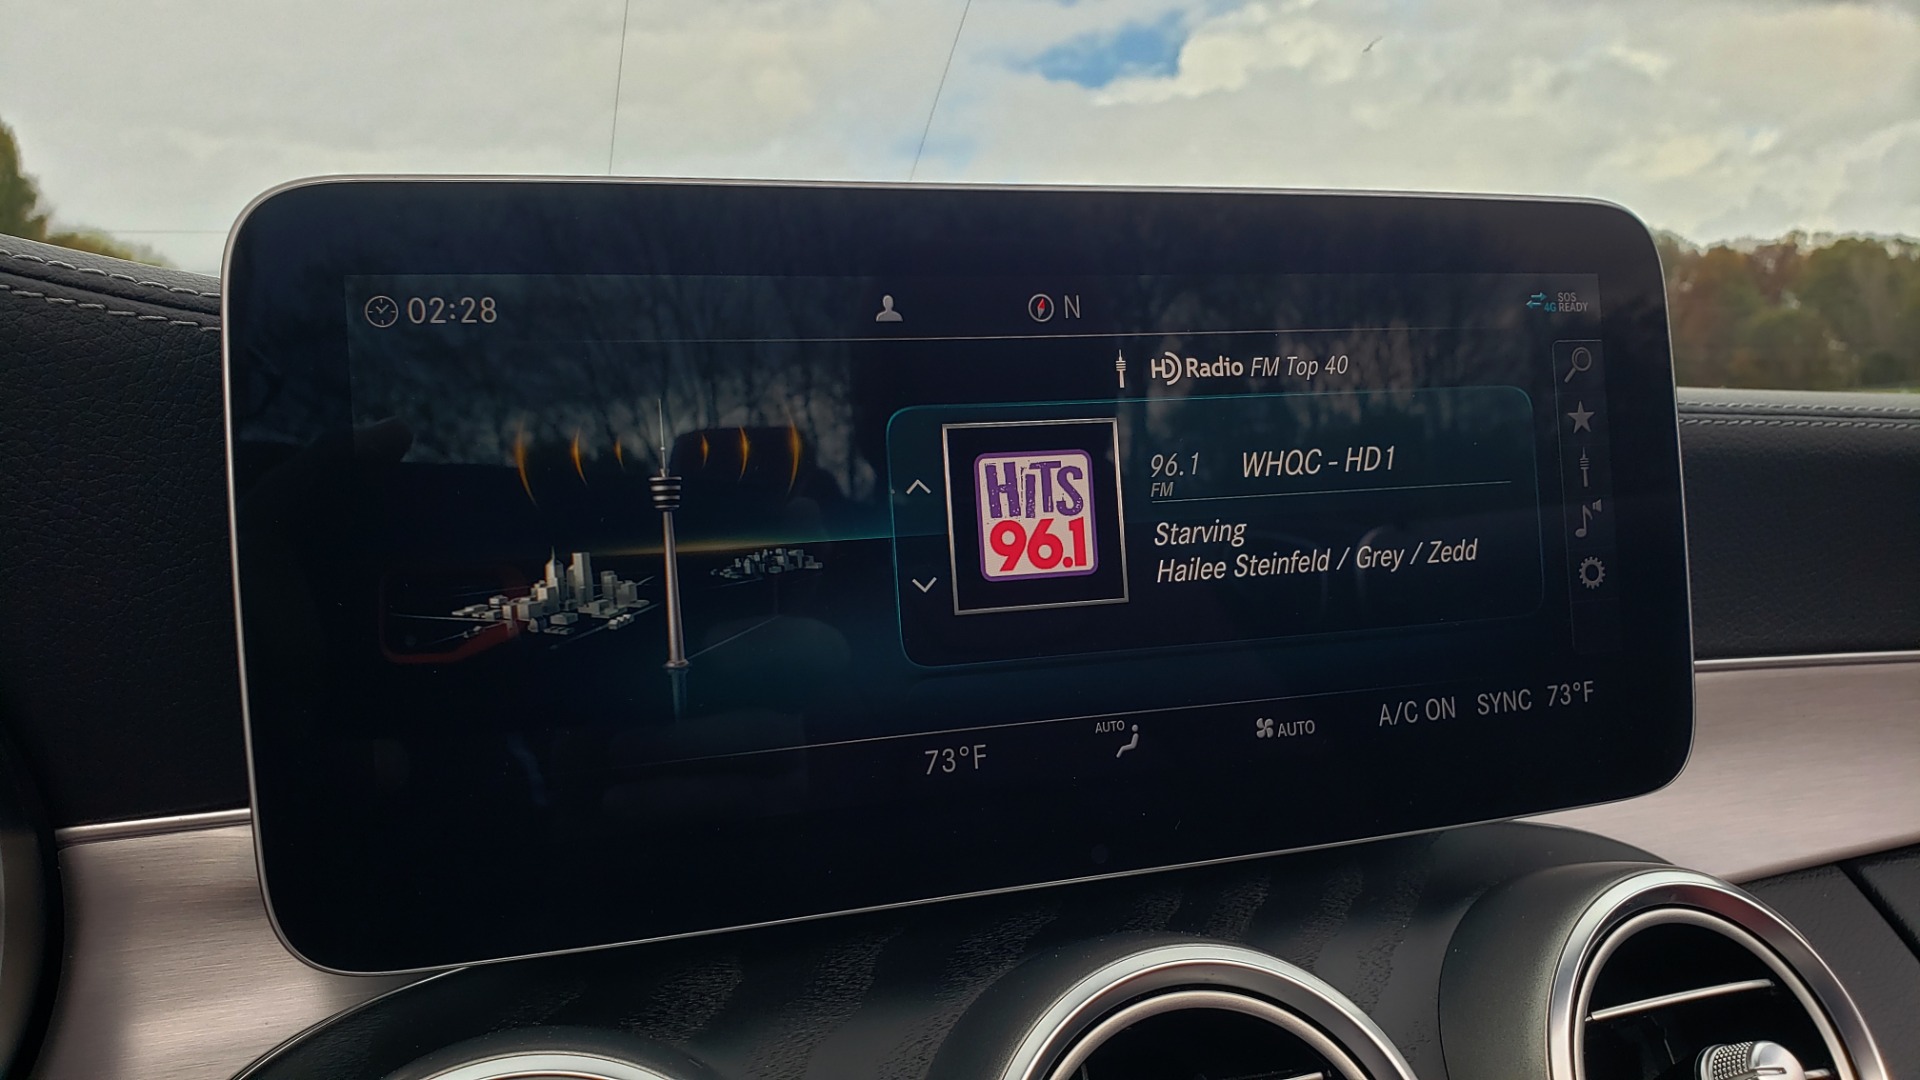 02:28
N
4G SOS READY
HD Radio FM Top 40
HiTS
96.1
96.1 WHQC - HD1
FM
Starving
Hailee Steinfeld / Grey / Zedd
73°F
AUTO
AUTO
A/C ON SYNC 73°F